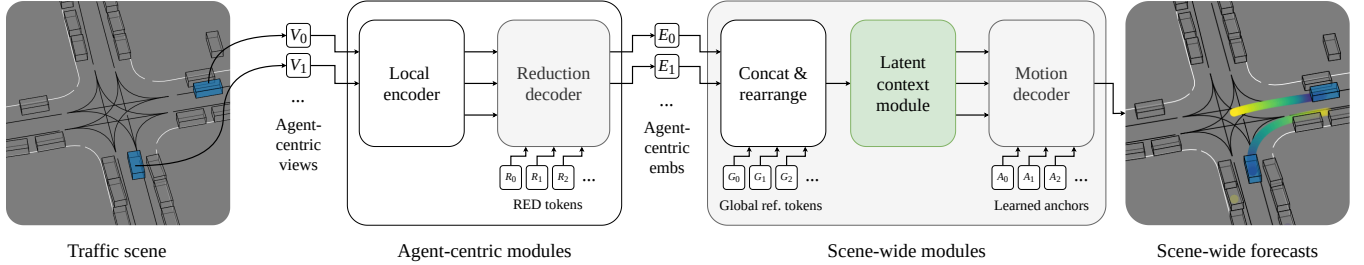 V0
V1
...
Agent-
centric
views
Local
encoder
Reduction
decoder
R0 R1 R2 ...
RED tokens
E0
E1
...
Agent-
centric
embs
Concat &
rearrange
G0 G1 G2 ...
Global ref. tokens
Latent
context
module
Motion
decoder
A0 A1 A2 ...
Learned anchors
Traffic scene
Agent-centric modules
Scene-wide modules
Scene-wide forecasts